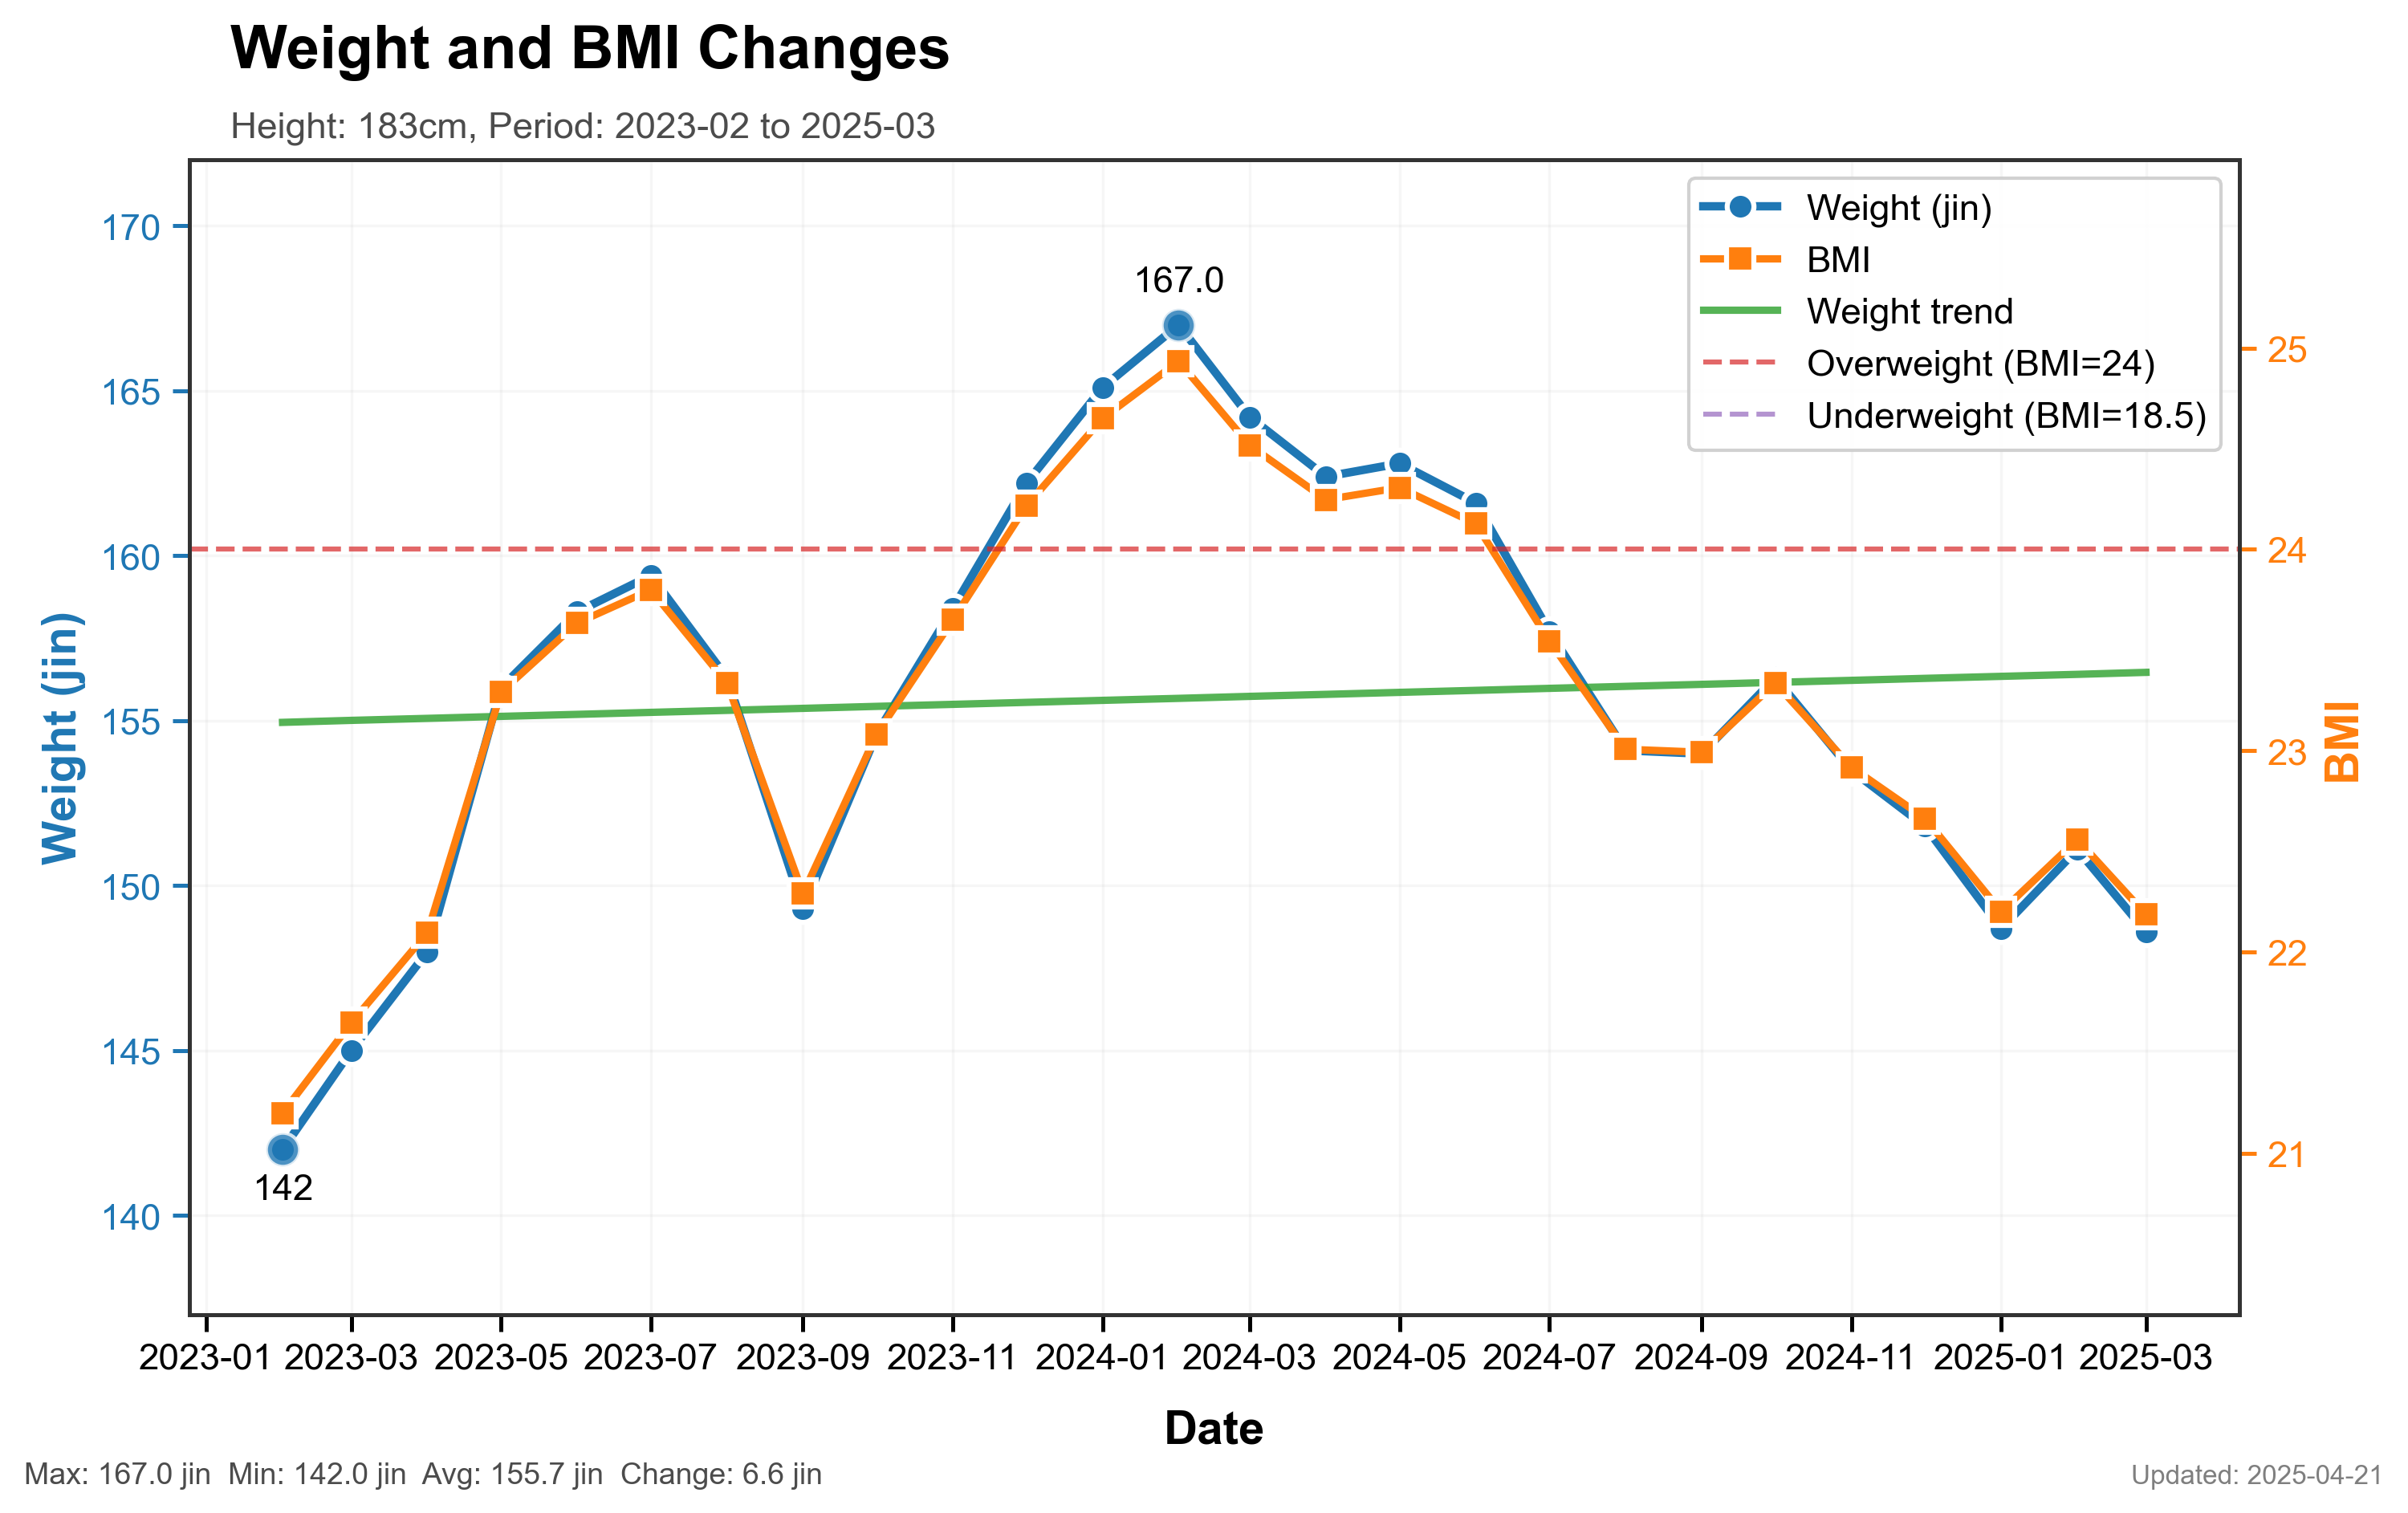 Weight and BMI Changes
Height: 183cm, Period: 2023-02 to 2025-03
Weight (jin)
BMI
Weight trend
Overweight (BMI=24)
Underweight (BMI=18.5)
170
165
160
155
150
145
140
Weight (jin)
167.0
142
25
24
23
22
21
BMI
2023-01 2023-03 2023-05 2023-07 2023-09 2023-11 2024-01 2024-03 2024-05 2024-07 2024-09 2024-11 2025-01 2025-03
Date
Max: 167.0 jin Min: 142.0 jin Avg: 155.7 jin Change: 6.6 jin
Updated: 2025-04-21